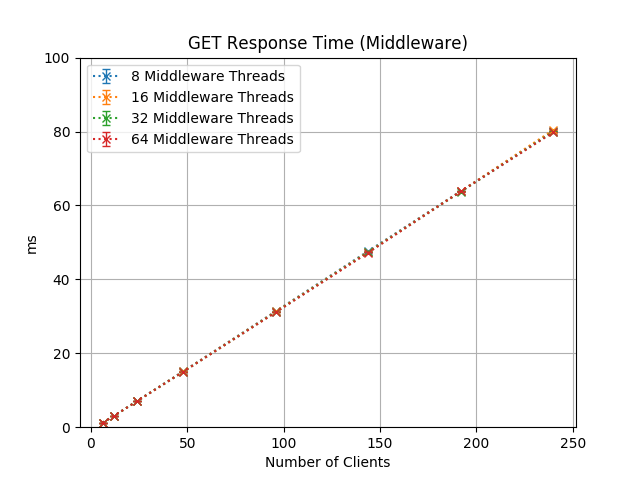 GET Response Time (Middleware)
100
80
60
40
20
0
ms
8 Middleware Threads
16 Middleware Threads
32 Middleware Threads
64 Middleware Threads
0 50 100 150 200 250
Number of Clients